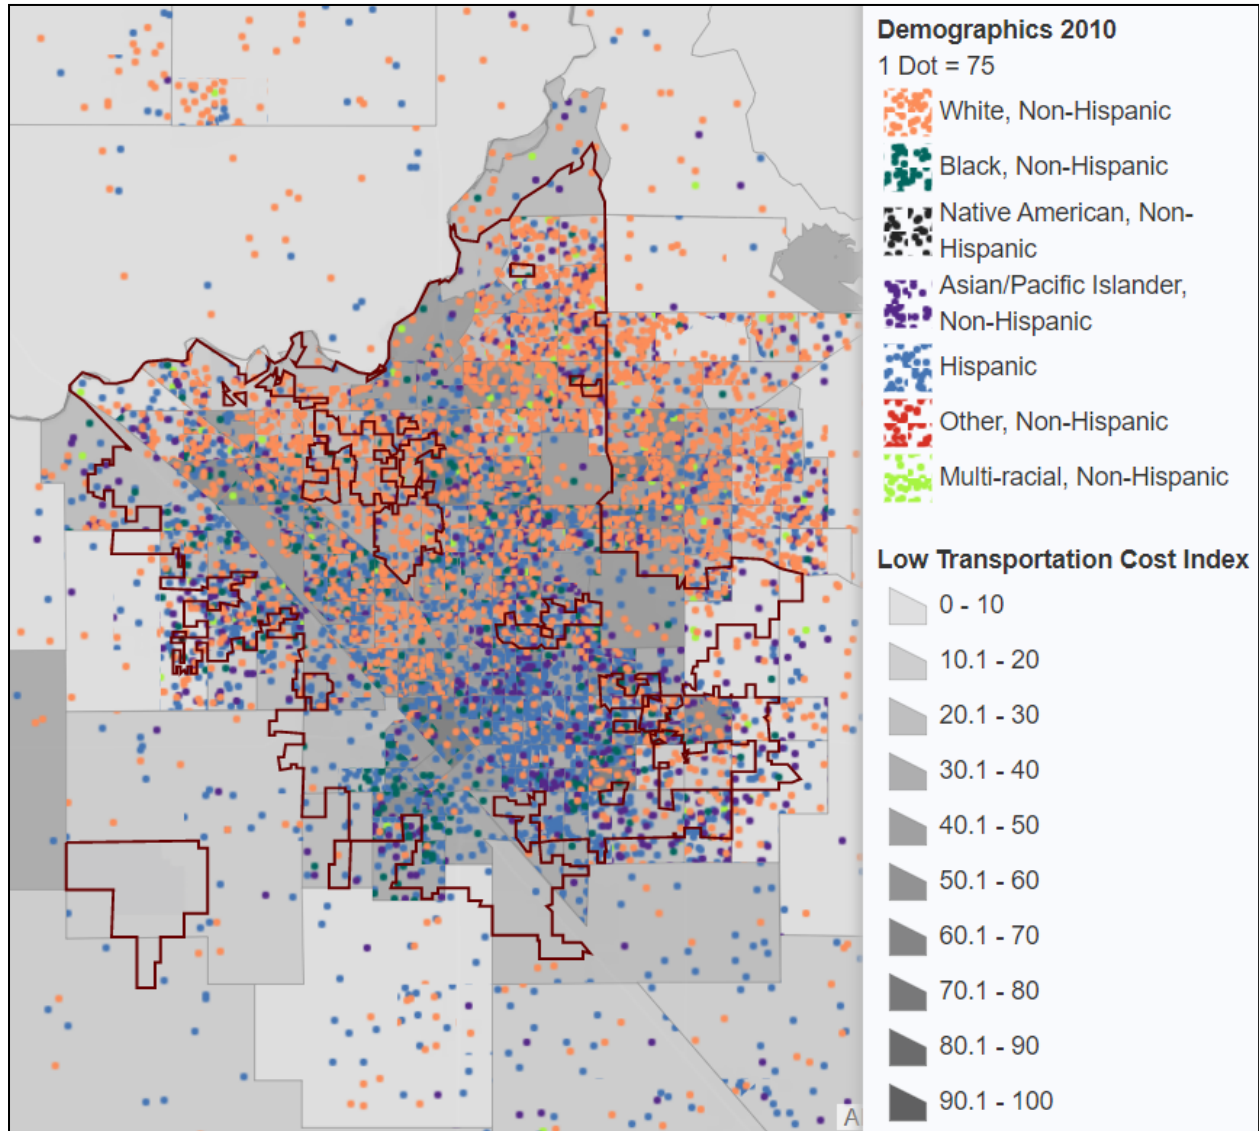 Demographics 2010
1 Dot = 75
White, Non-Hispanic
Black, Non-Hispanic
Native American, Non-
Hispanic
Asian/Pacific Islander,
Non-Hispanic
Hispanic
Other, Non-Hispanic
Multi-racial, Non-Hispanic
Low Transportation Cost Index
0 - 10
10.1 - 20
20.1 - 30
30.1 - 40
40.1 - 50
50.1 - 60
60.1 - 70
70.1 - 80
80.1 - 90
90.1 - 100
A